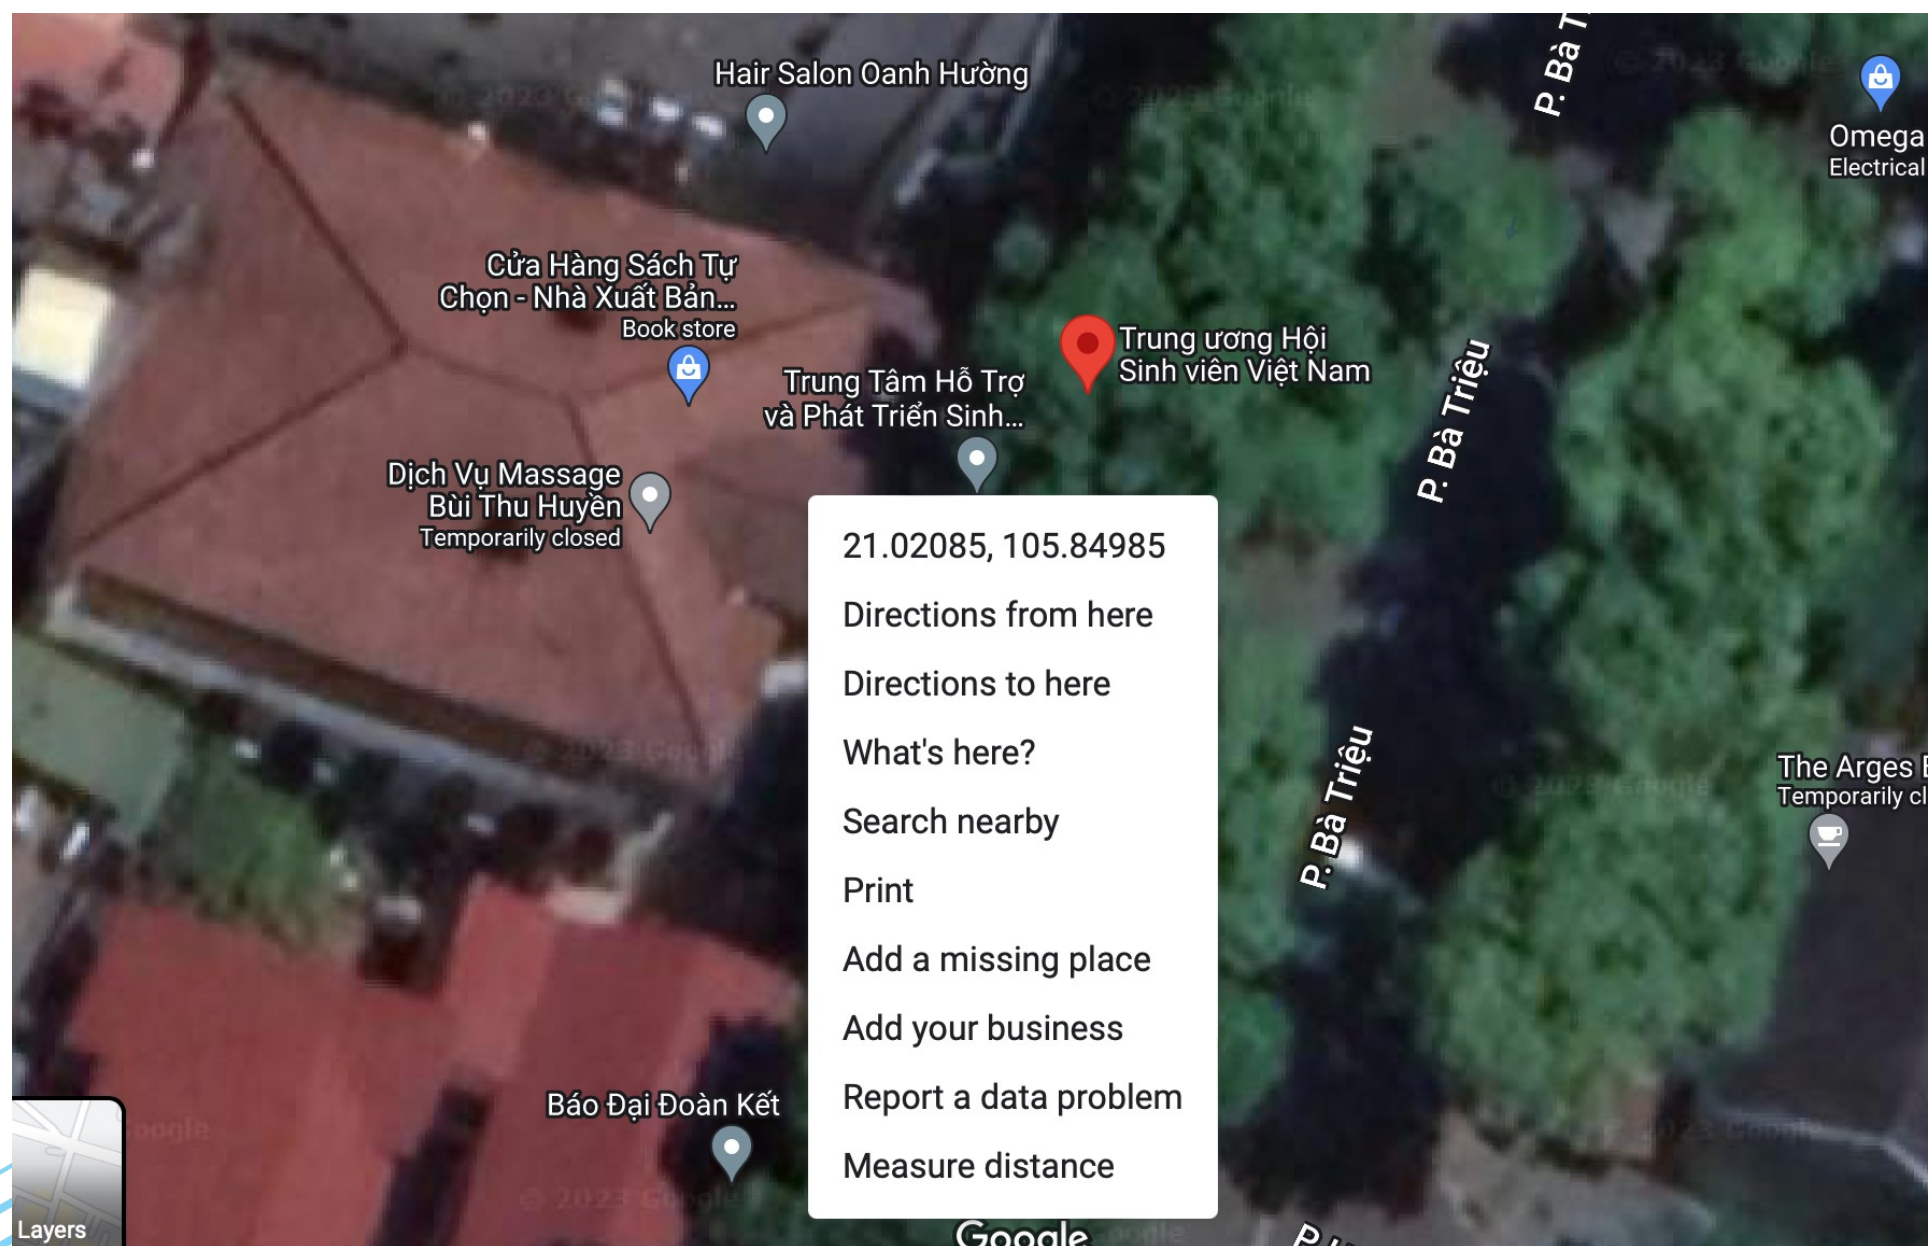 Hair Salon Oanh Hường
P. Bà T
Omega
Electrical
Cửa Hàng Sách Tự
Chọn - Nhà Xuất Bản...
Book store
Trung ương Hội
Sinh viên Việt Nam
Trung Tâm Hỗ Trợ
và Phát Triển Sinh...
P. Bà Triệu
Dịch Vụ Massage
Bùi Thu Huyền
Temporarily closed
21.02085, 105.84985
Directions from here
Directions to here
What's here?
Search nearby
Print
Add a missing place
Add your business
Report a data problem
Measure distance
P. Bà Triệu
The Arges
Temporarily cl
Báo Đại Đoàn Kết
Layers
Google